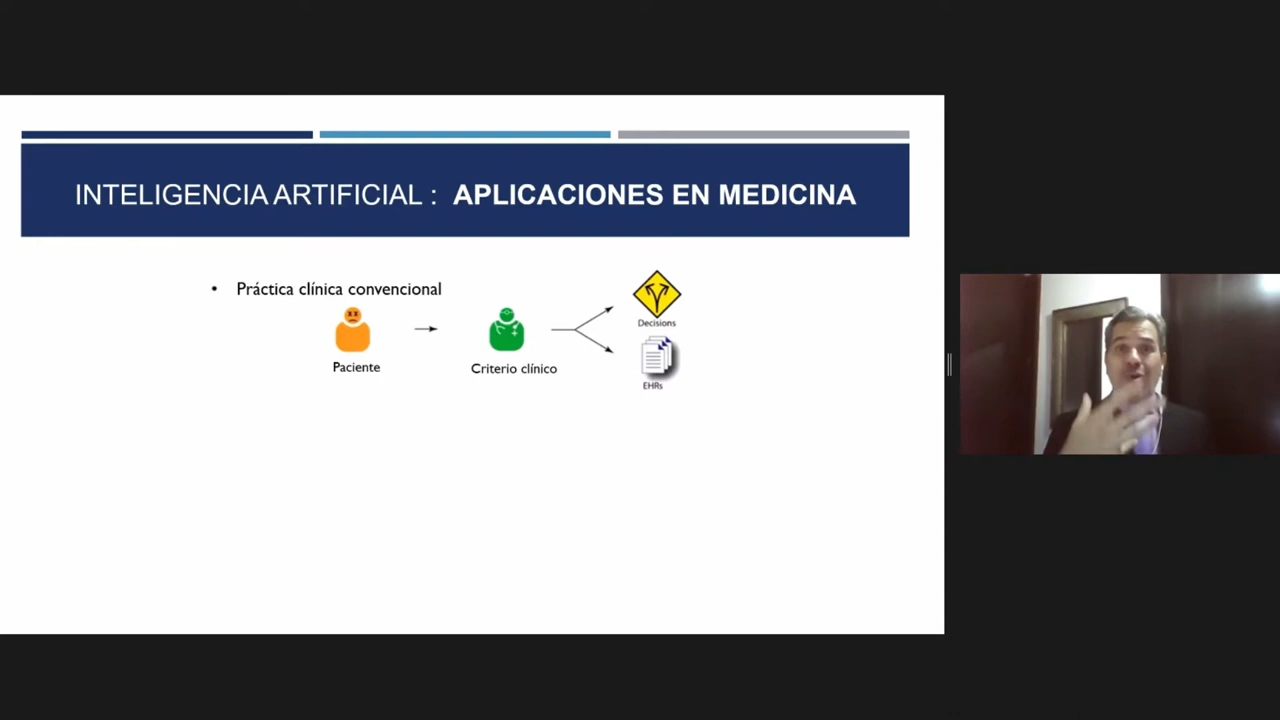 INTELIGENCIA ARTIFICIAL : APLICACIONES EN MEDICINA
• Práctica clínica convencional
Decisions
Paciente
Criterio clínico
EHRs